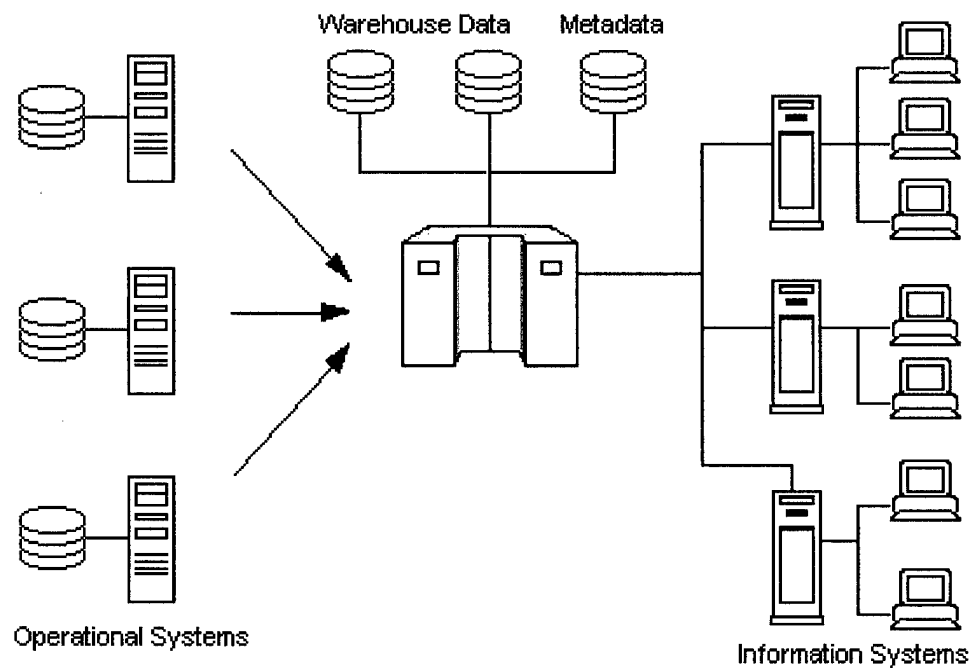 Warehouse Data Metadata
Operational Systems
Information Systems